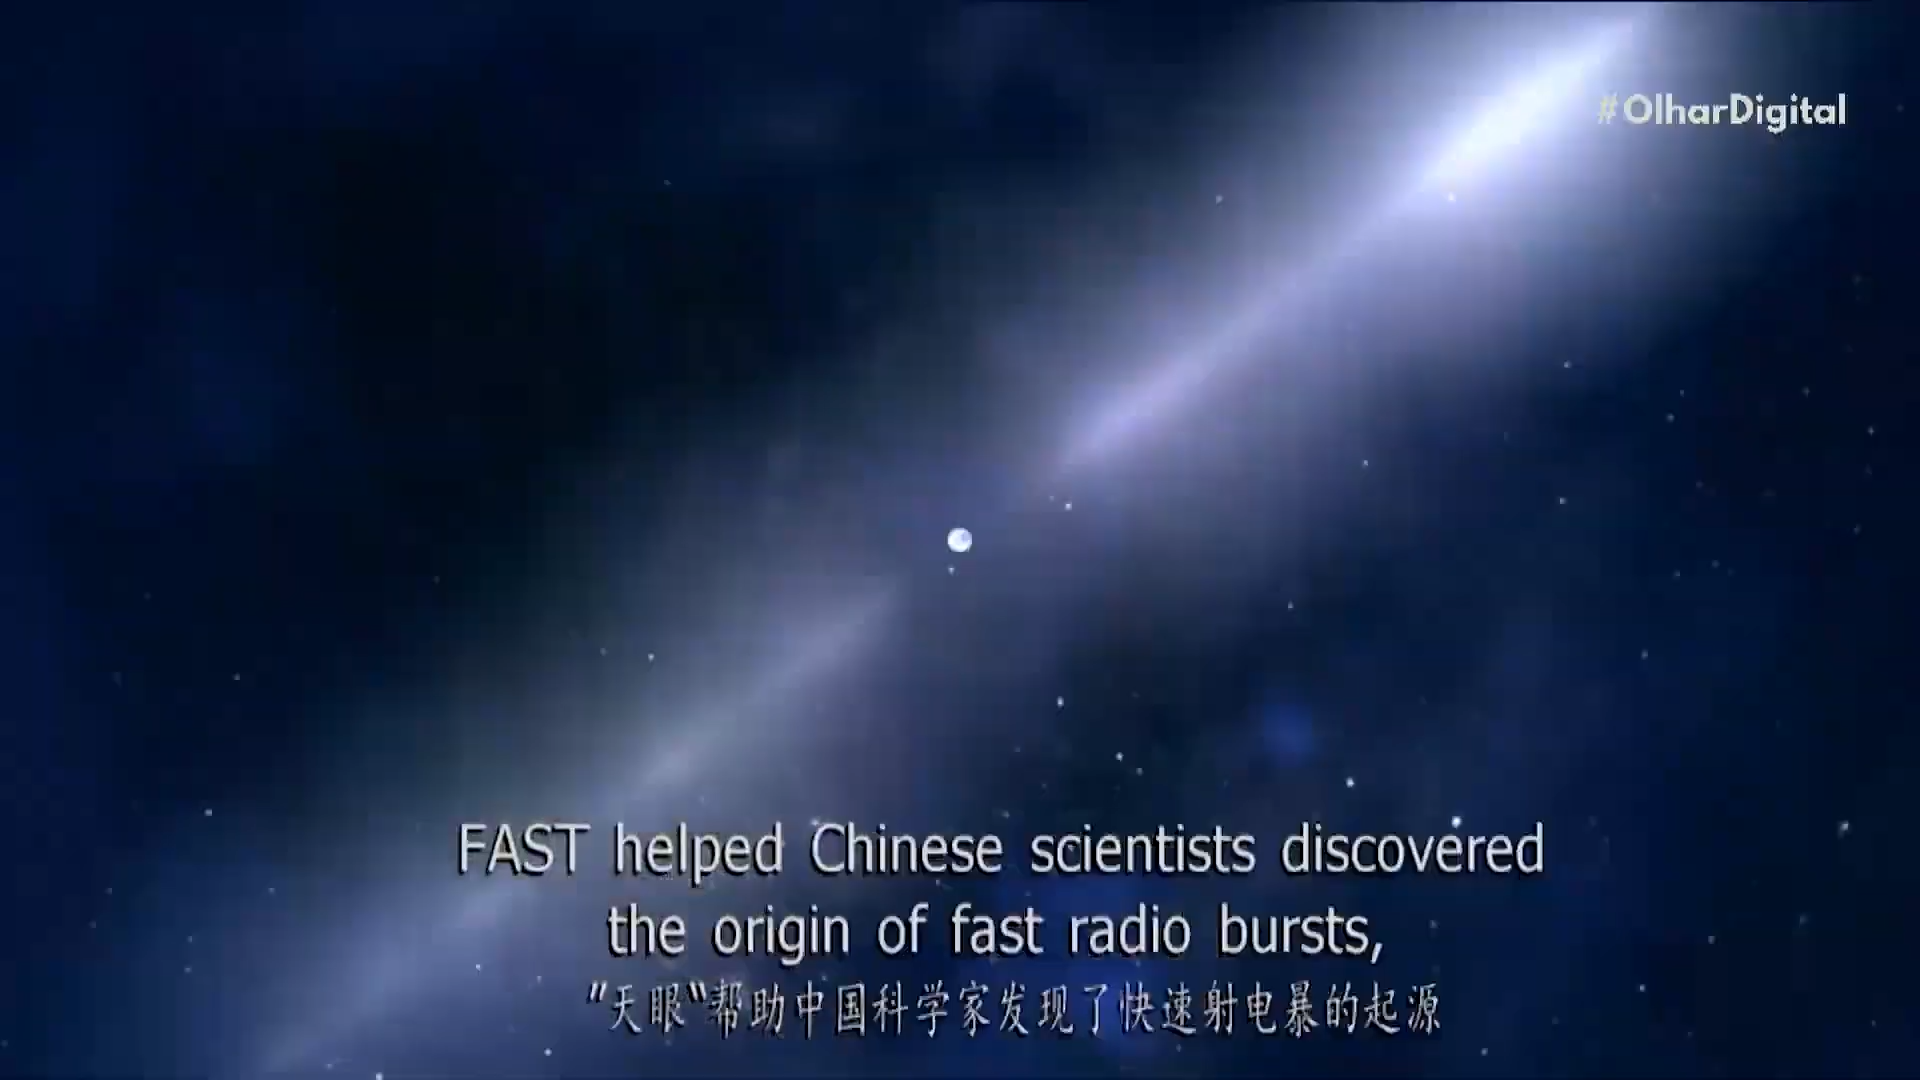 #OlharDigital
FAST helped Chinese scientists discovered
the origin of fast radio bursts,
"天眼“帮助中国科学家发现了快速射电暴的起源